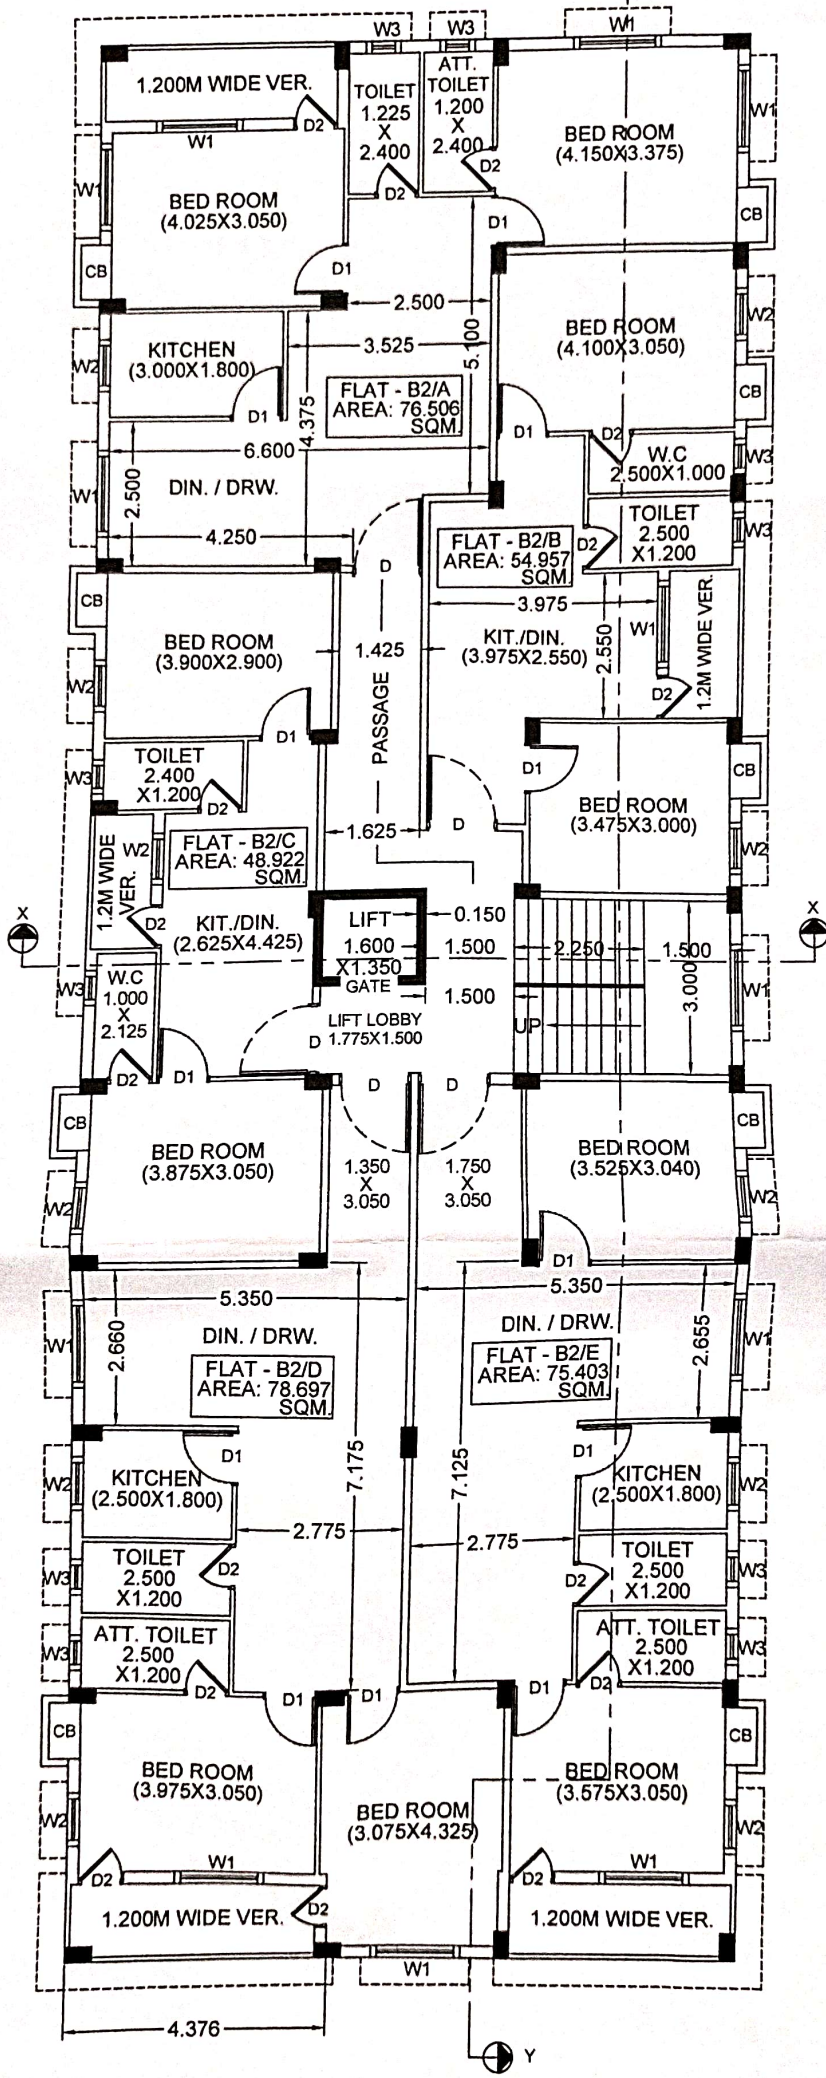 W3
W3
W1
1.200M WIDE VER.
TOILET
1.225
X
2.400
ATT.
TOILET
1.200
X
2.400
BED ROOM
(4.150X3.375)
W1
D2
W1
D2
D2
W1
BED ROOM
(4.025X3.050)
D1
CB
D1
CB
2.500
W2
BED ROOM
(4.100X3.050)
5.100
3.525
KITCHEN
(3.000X1.800)
W2
4.375
CB
FLAT - B2/A
AREA: 76.506
SQM.
D1
D1
D2
6.600
W.C
2.500X1.000
W3
2.500
DIN. / DRW.
W1
TOILET
2.500
X1.200
W3
4.250
FLAT - B2/B
AREA: 54.957
SQM.
D2
D
CB
3.975
W1
1.2M WIDE VER.
BED ROOM
(3.900X2.900)
1.425
KIT./DIN.
(3.975X2.550)
2.550
W2
D2
PASSAGE
D1
TOILET
2.400
X1.200
W3
D2
D1
CB
BED ROOM
(3.475X3.000)
1.625
D
W2
FLAT - B2/C
AREA: 48.922
SQM.
W2
1.2M WIDE
VER.
D2
KIT./DIN.
(2.625X4.425)
LIFT
1.600
X1.350
GATE
0.150
1.500
2.250
1.500
X
X
3.000
W.C
1.000
X
2.125
W3
W1
1.500
UP
D
LIFT LOBBY
1.775X1.500
D2
D1
D
D
CB
CB
BED ROOM
(3.875X3.050)
1.350
X
3.050
1.750
X
3.050
BED ROOM
(3.525X3.040)
W2
W2
D1
5.350
5.350
2.660
DIN. / DRW.
DIN. / DRW.
2.655
W1
W1
FLAT - B2/D
AREA: 78.697
SQM.
FLAT - B2/E
AREA: 75.403
SQM.
D1
D1
7.175
7.125
W2
KITCHEN
(2.500X1.800)
KITCHEN
(2.500X1.800)
W2
2.775
2.775
TOILET
2.500
X1.200
D2
D2
TOILET
2.500
X1.200
W3
W3
ATT. TOILET
2.500
X1.200
ATT. TOILET
2.500
X1.200
W3
W3
D2
D1
D1
D1
D2
CB
CB
BED ROOM
(3.975X3.050)
BED ROOM
(3.575X3.050)
BED ROOM
(3.075X4.325)
W2
W2
W1
W1
D2
D2
1.200M WIDE VER.
D2
1.200M WIDE VER.
W1
4.376
Y